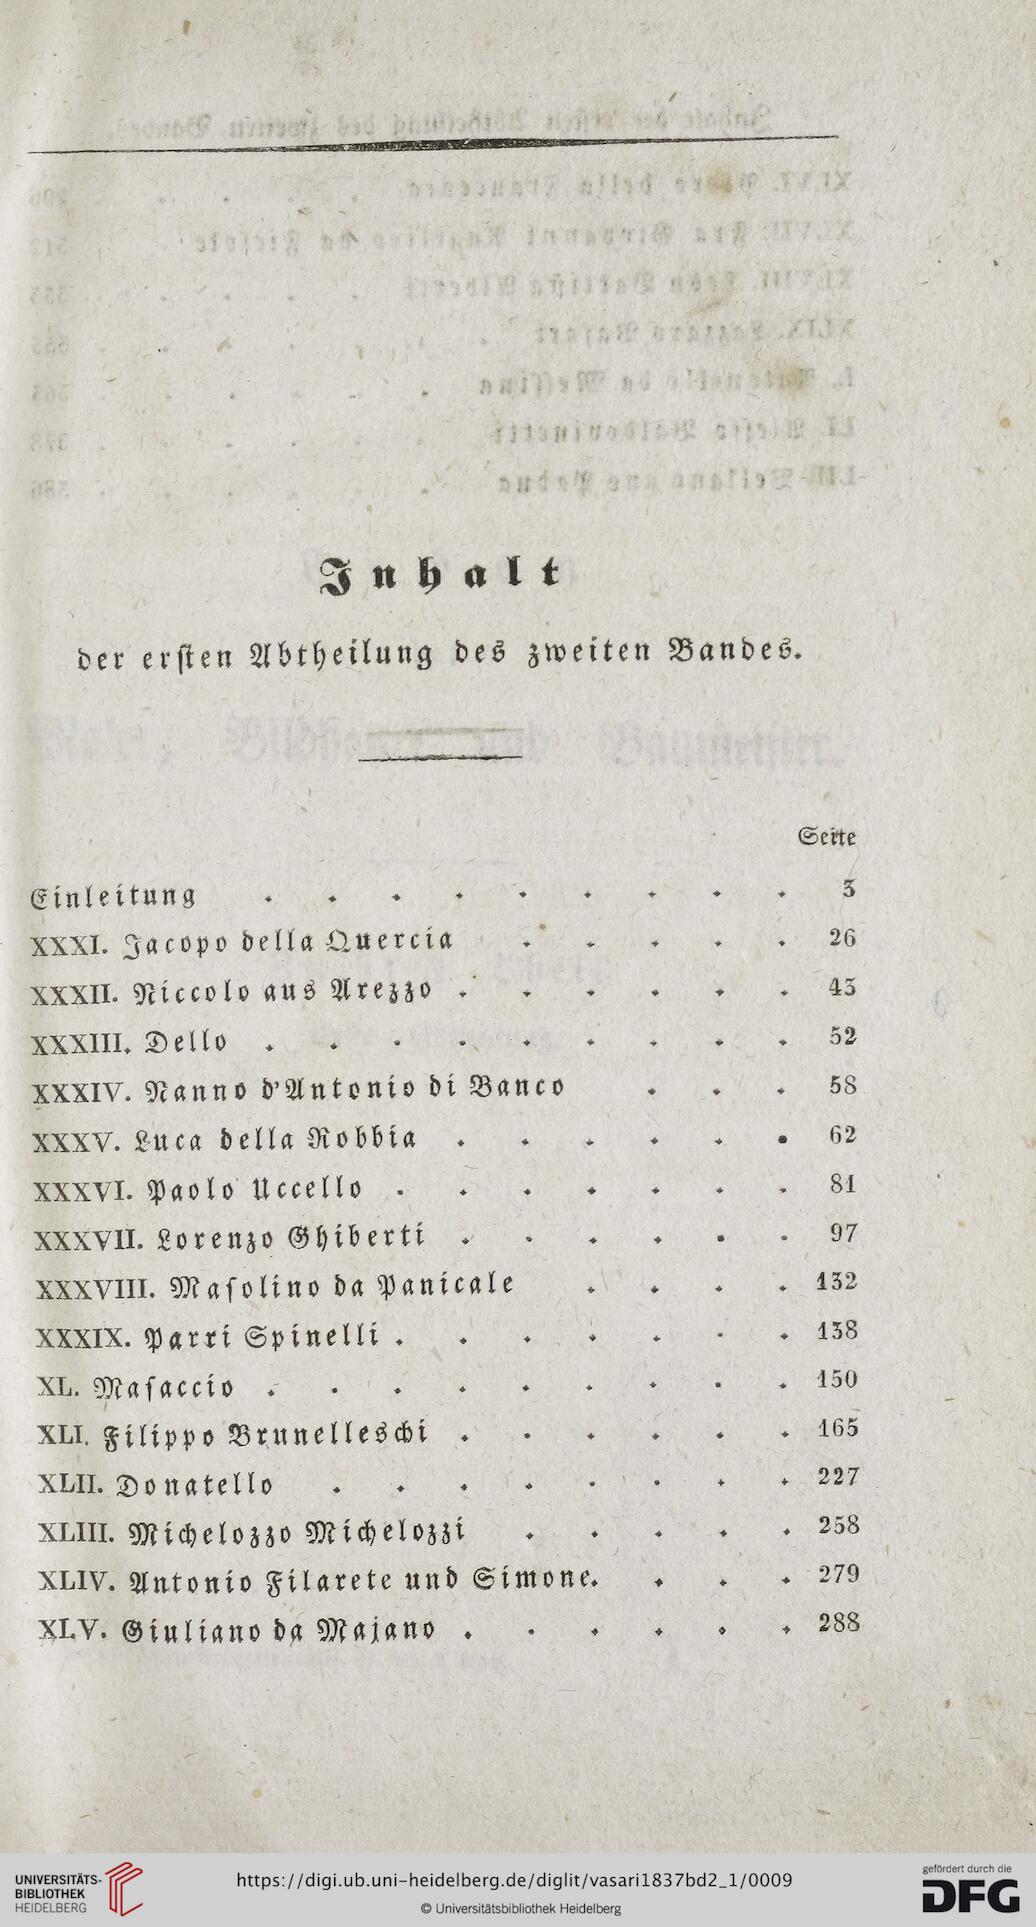 Inhalt
der erſten Abtheilung des zweiten Bandes.
Seite
Einleitung . . . . . . . . . 3
XXXI. Jacopo della Quercia . . . . . 26
XXXII. Niccolo aus Arezzo . . . . . . 43
XXXIII. Dello . . . . . . . . . 52
XXXIV. Nanno d'Antonio di Banco . . . 58
XXXV. Luca della Robbia . . . . . . 62
XXXVI. Paolo Uccello . . . . . . . 81
XXXVII. Lorenzo Ghiberti . . . . . . 97
XXXVIII. Maſolino da Panicale . . . . 132
XXXIX. Parri Spinelli . . . . . . . 138
XL. Maſaccio . . . . . . . . . 150
XLI. Filippo Brunelleschi . . . . . . 165
XLII. Donatello . . . . . . . . 227
XLIII. Michelozzo Michelozzi . . . . . 258
XLIV. Antonio Filarete und Simone. . . . 279
XLV. Giuliano da Majano . . . . . . 288
UNIVERSITÄTS-
BIBLIOTHEK
HEIDELBERG
https://digi.ub.uni-heidelberg.de/diglit/vasari1837bd2_1/0009
© Universitätsbibliothek Heidelberg
gefördert durch die
DFG